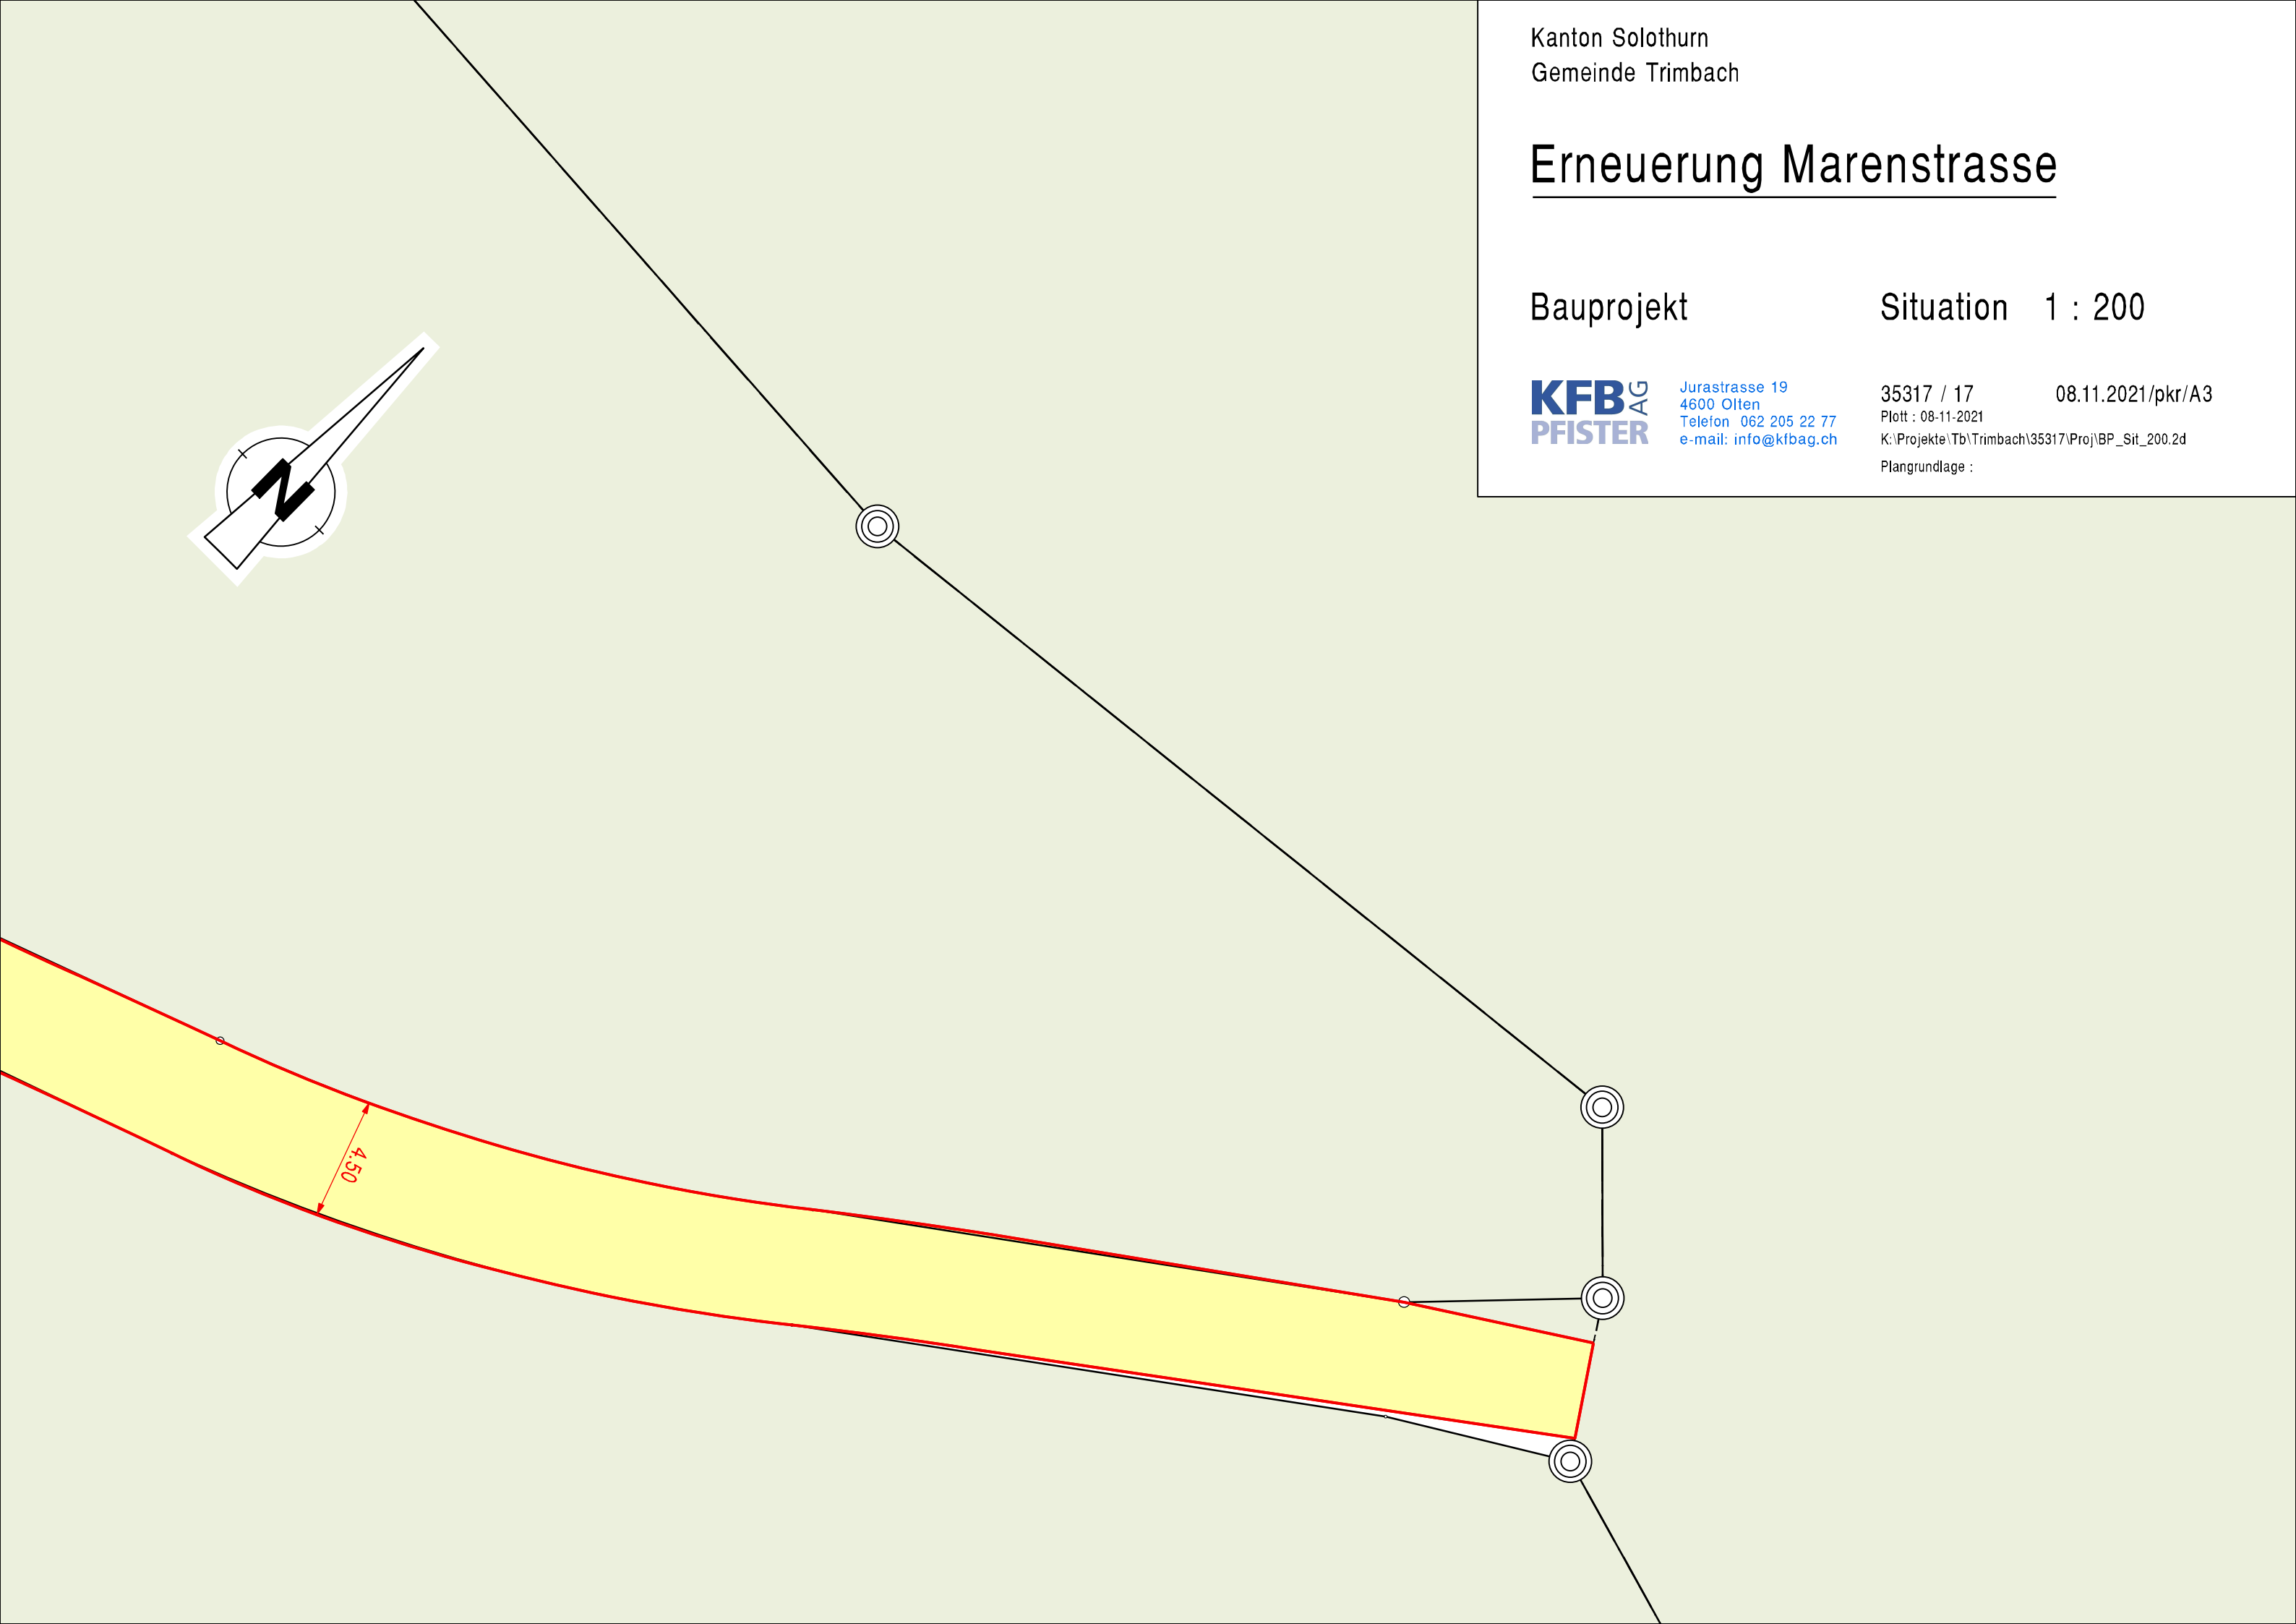 Kanton Solothurn
Gemeinde Trimbach
Erneuerung Marenstrasse
Bauprojekt Situation 1 : 200
KFB AG
PFISTER
Jurastrasse 19
4600 Olten
Telefon 062 205 22 77
e-mail: info@kfbag.ch
35317 / 17 08.11.2021/pkr/A3
Plott : 08-11-2021
K:\Projekte\Tb\Trimbach\35317\Proj\BP_Sit_200.2d
Plangrundlage :
N
4.50